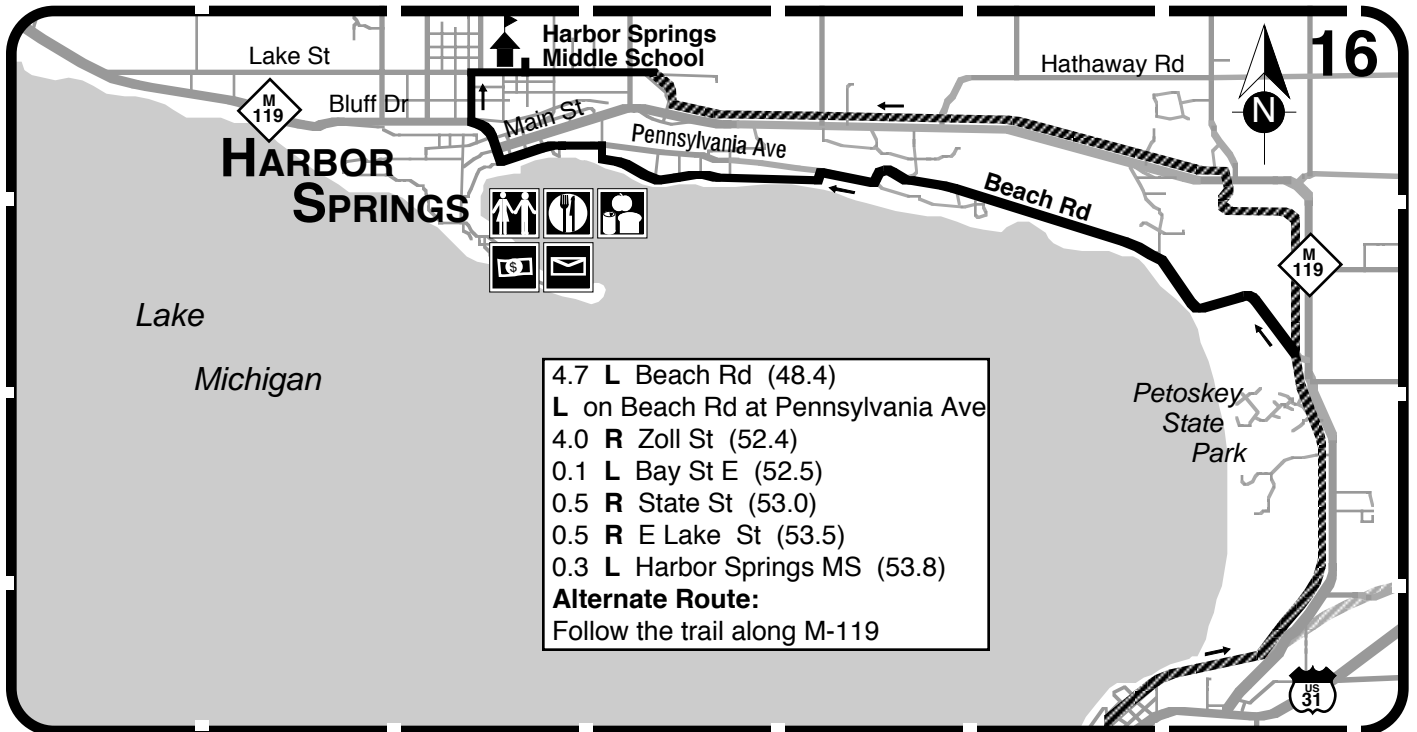 Harbor Springs
Middle School
16
Lake St
Hathaway Rd
M
119
Bluff Dr
Main St
N
Pennsylvania Ave
HARBOR
SPRINGS
Beach Rd
M
119
$
Lake
Michigan
Petoskey
State
Park
4.7 L Beach Rd (48.4)
L on Beach Rd at Pennsylvania Ave
4.0 R Zoll St (52.4)
0.1 L Bay St E (52.5)
0.5 R State St (53.0)
0.5 R E Lake St (53.5)
0.3 L Harbor Springs MS (53.8)
Alternate Route:
Follow the trail along M-119
US
31